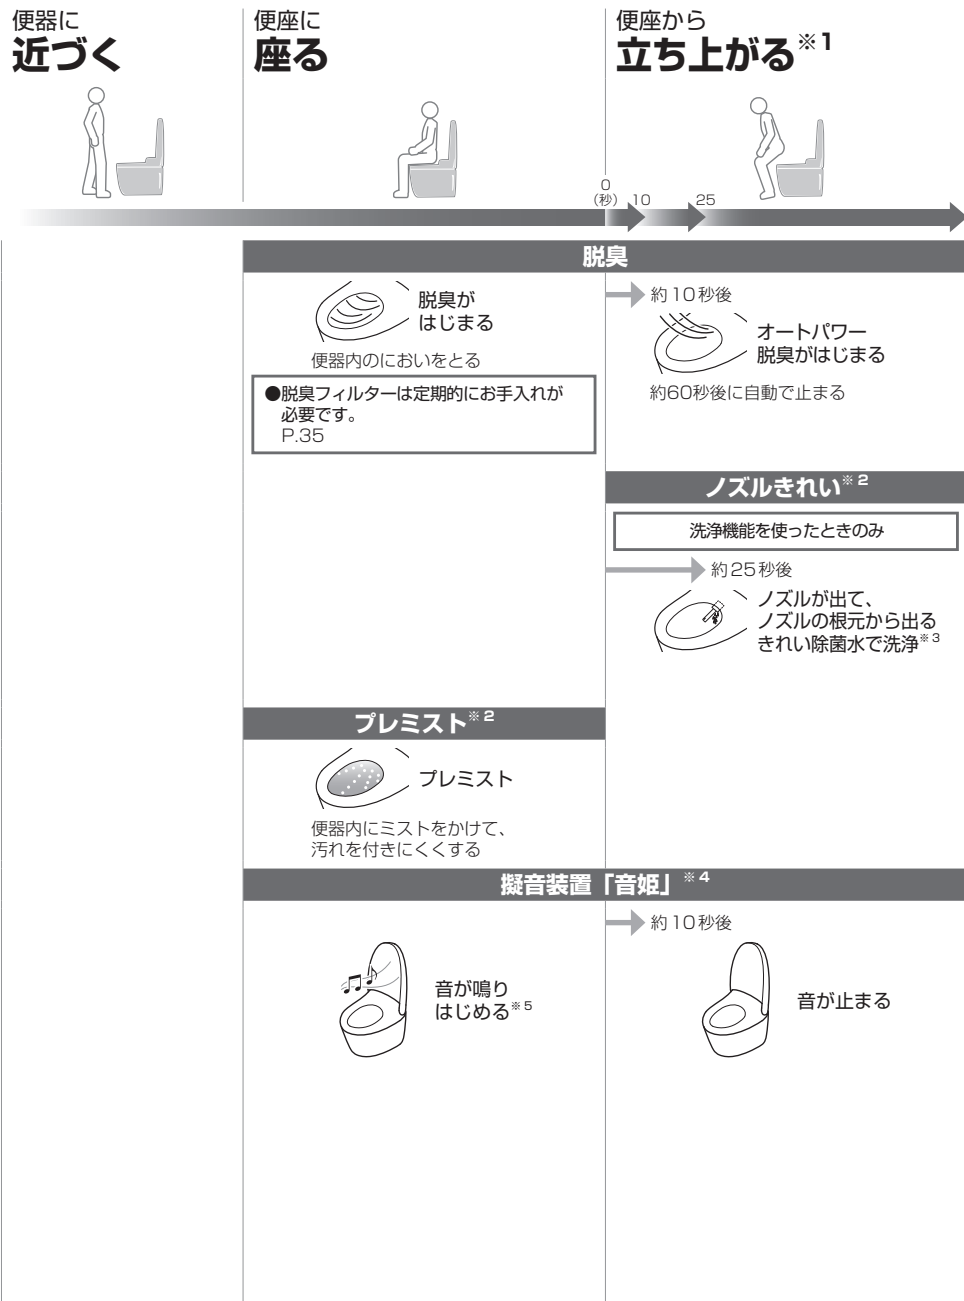 便器に
近づく
便座に
座る
便座から
立ち上がる※1
0
(秒)
10
25
脱臭
脱臭が
はじまる
便器内のにおいをとる
●脱臭フィルターは定期的にお手入れが
必要です。
P.35
約10秒後
オートパワー
脱臭がはじまる
約60秒後に自動で止まる
ノズルきれい※2
洗浄機能を使ったときのみ
約25秒後
ノズルが出て、
ノズルの根元から出る
きれい除菌水で洗浄※3
プレミスト※2
プレミスト
便器内にミストをかけて、
汚れを付きにくくする
擬音装置「音姫」※4
音が鳴り
はじめる※5
約10秒後
音が止まる